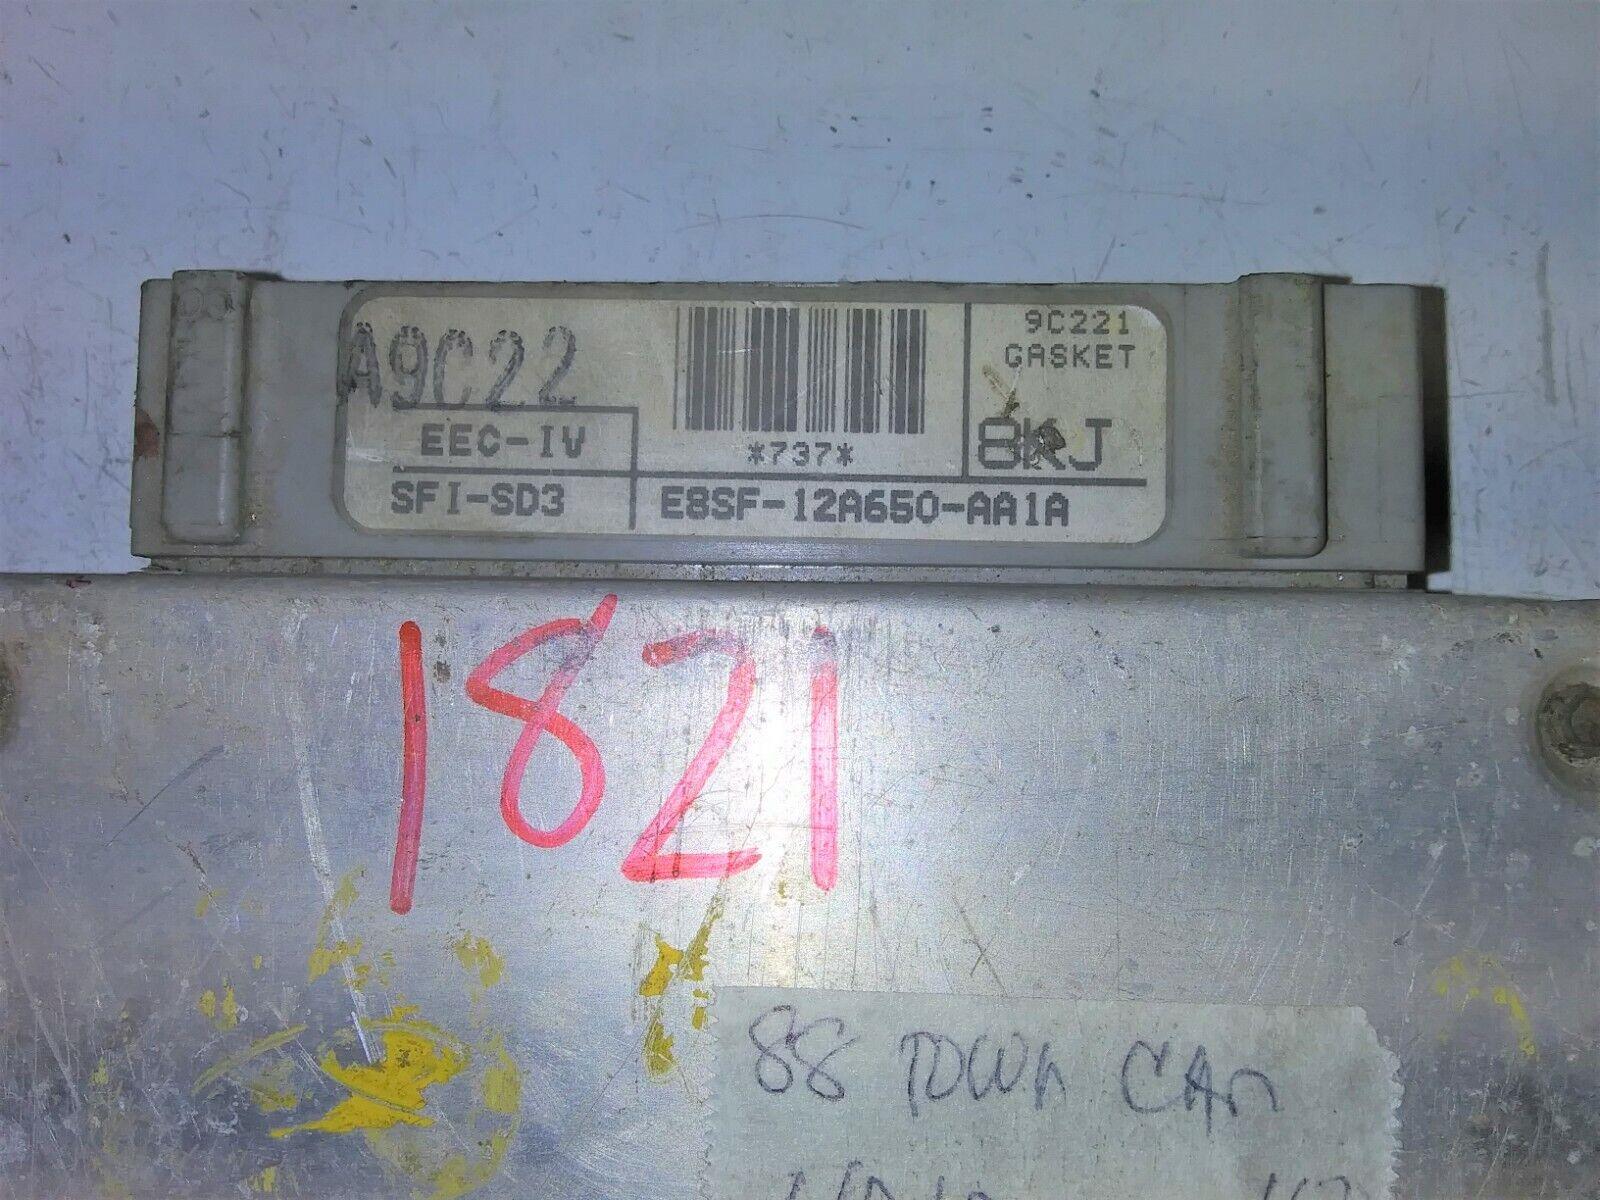 A9C22
9C221
GASKET
EEC-IV
*737*
8KJ
SFI-SD3
E8SF-12A650-AA1A
1821
88 TOWN CAR